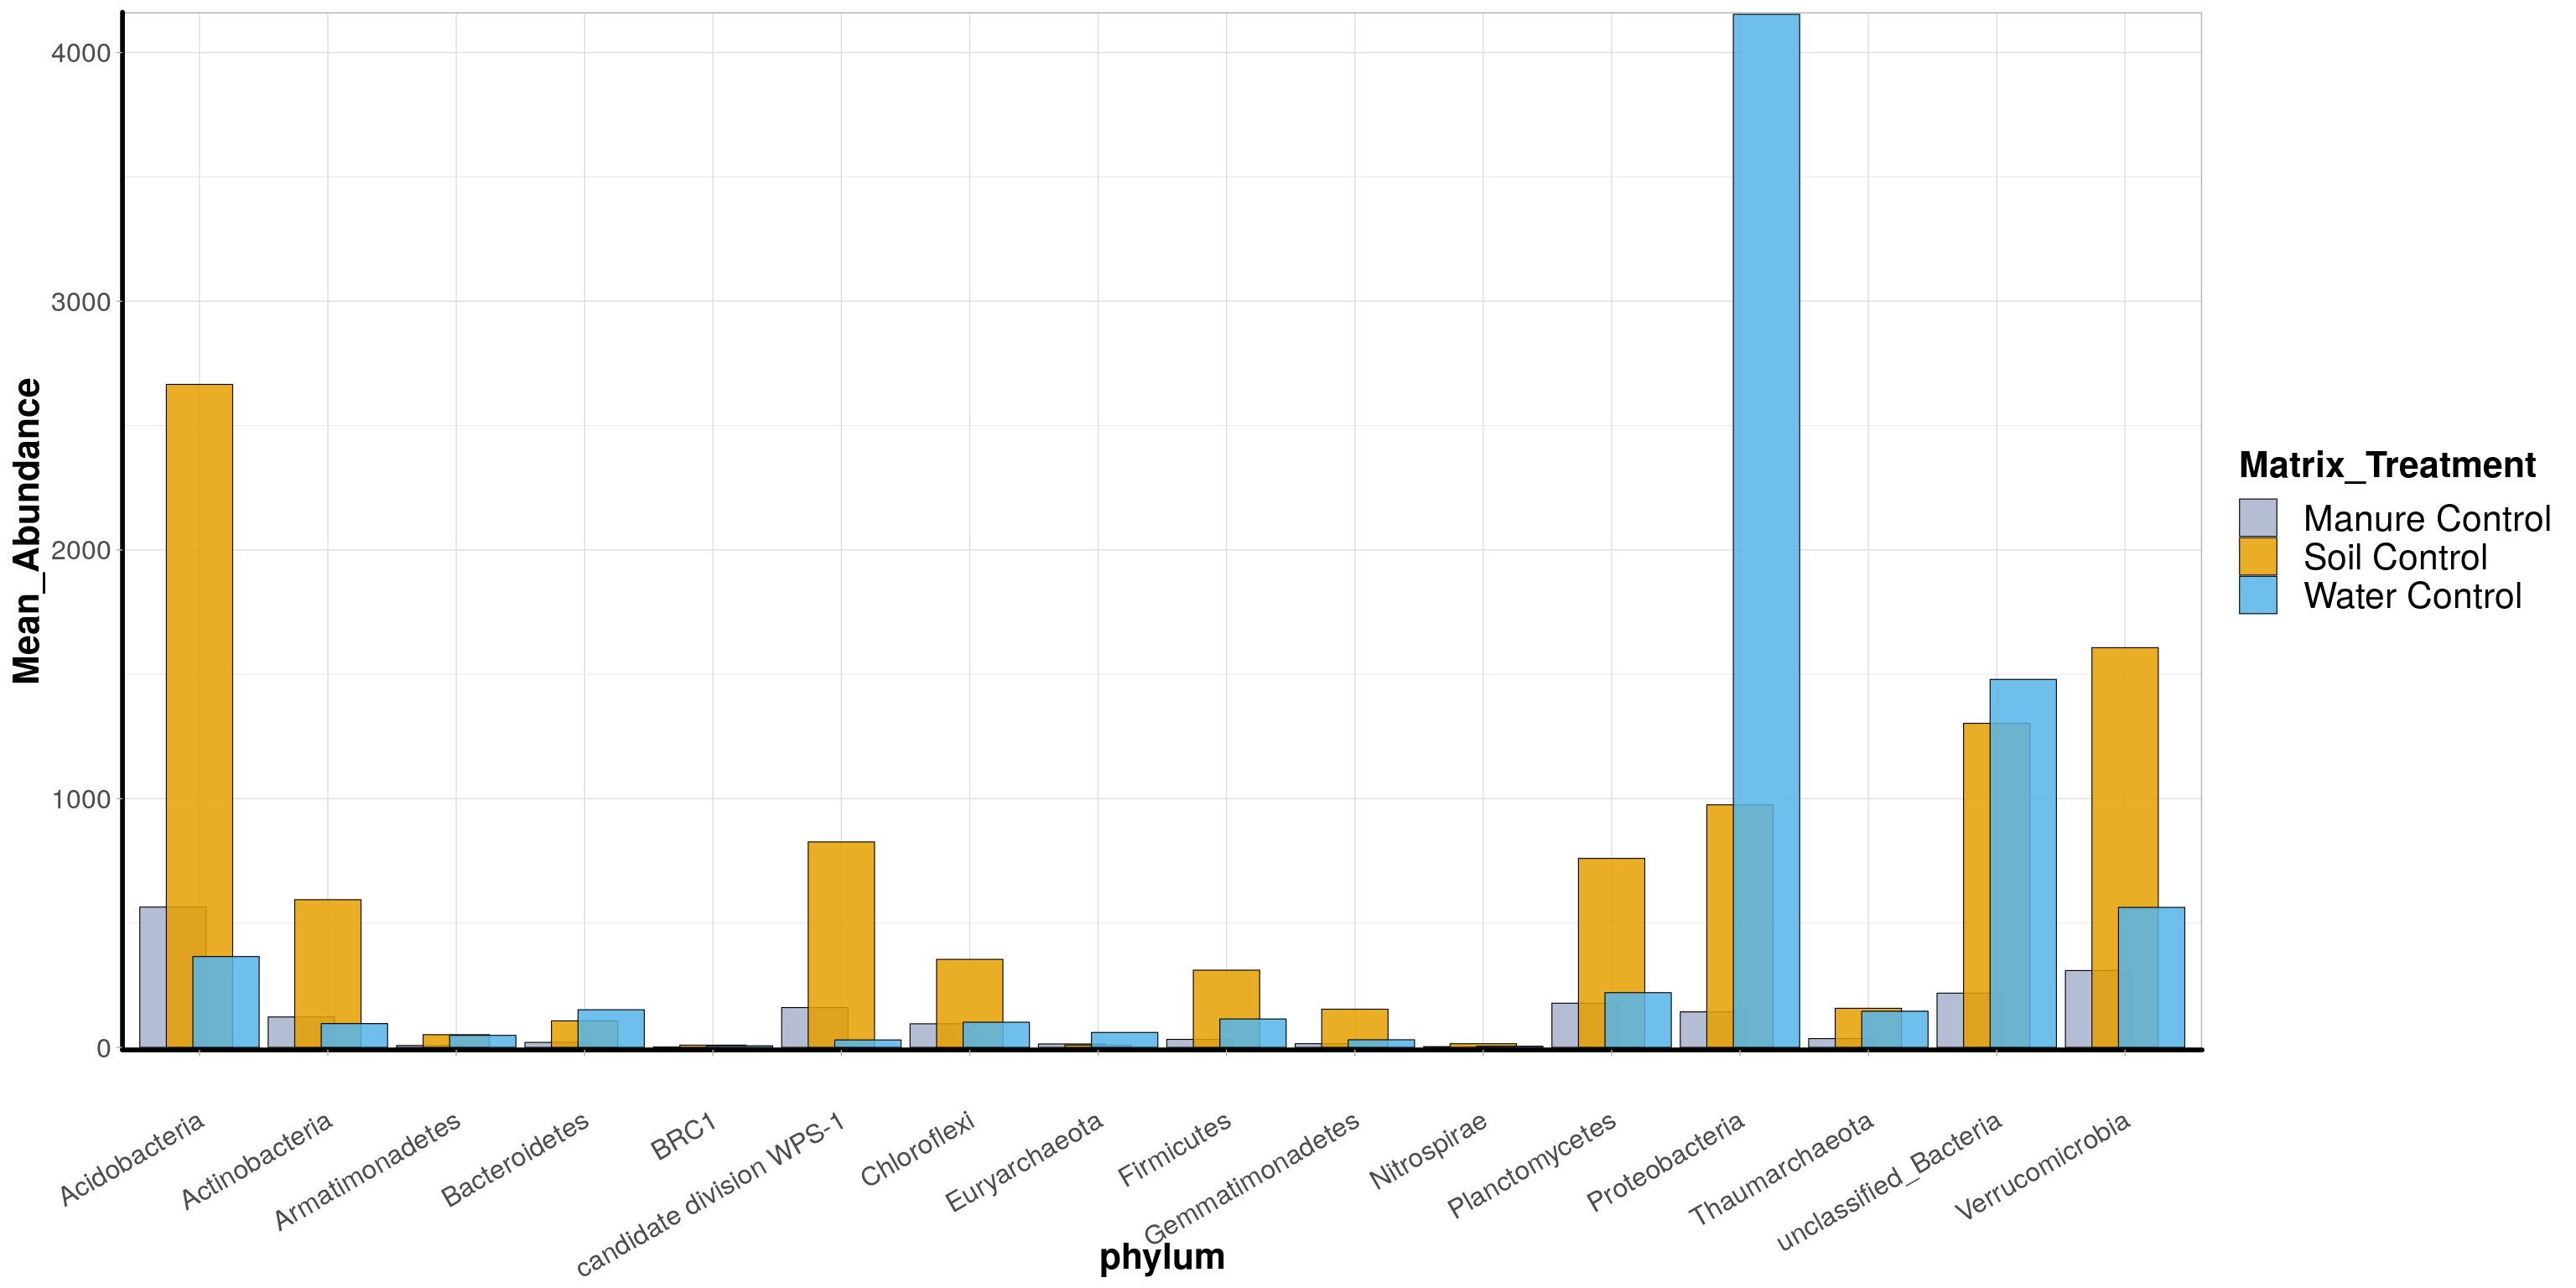 4000
3000
2000
1000
0
Mean_Abundance
Acidobacteria
Actinobacteria
Armatimonadetes
Bacteroidetes
BRC1
candidate division WPS-1
Chloroflexi
Euryarchaeota
Firmicutes
Gemmatimonadetes
Nitrospirae
Planctomycetes
Proteobacteria
Thaumarchaeota
unclassified_Bacteria
Verrucomicrobia
phylum
Matrix_Treatment
Manure Control
Soil Control
Water Control